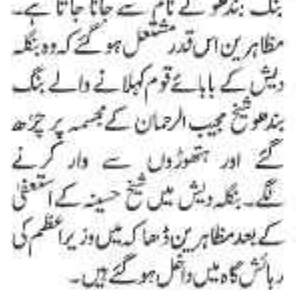 بنگ بندھو کے نام سے جانا جاتا ہے۔
مظاہرین اس قدر مشتعل ہو گئے کہ وہ بنگلہ
دیش کے بابائے قوم کہلانے والے بنگ
بندھو شیخ مجیب الرحمان کے مجسمہ پر چڑھ
گئے اور ہتھوڑوں سے وار کرنے
لگے۔ بنگلہ دیش میں شیخ حسینہ کے استعفیٰ
کے بعد مظاہرین ڈھاکہ میں وزیراعظم کی
رہائش گاہ میں داخل ہو گئے ہیں۔